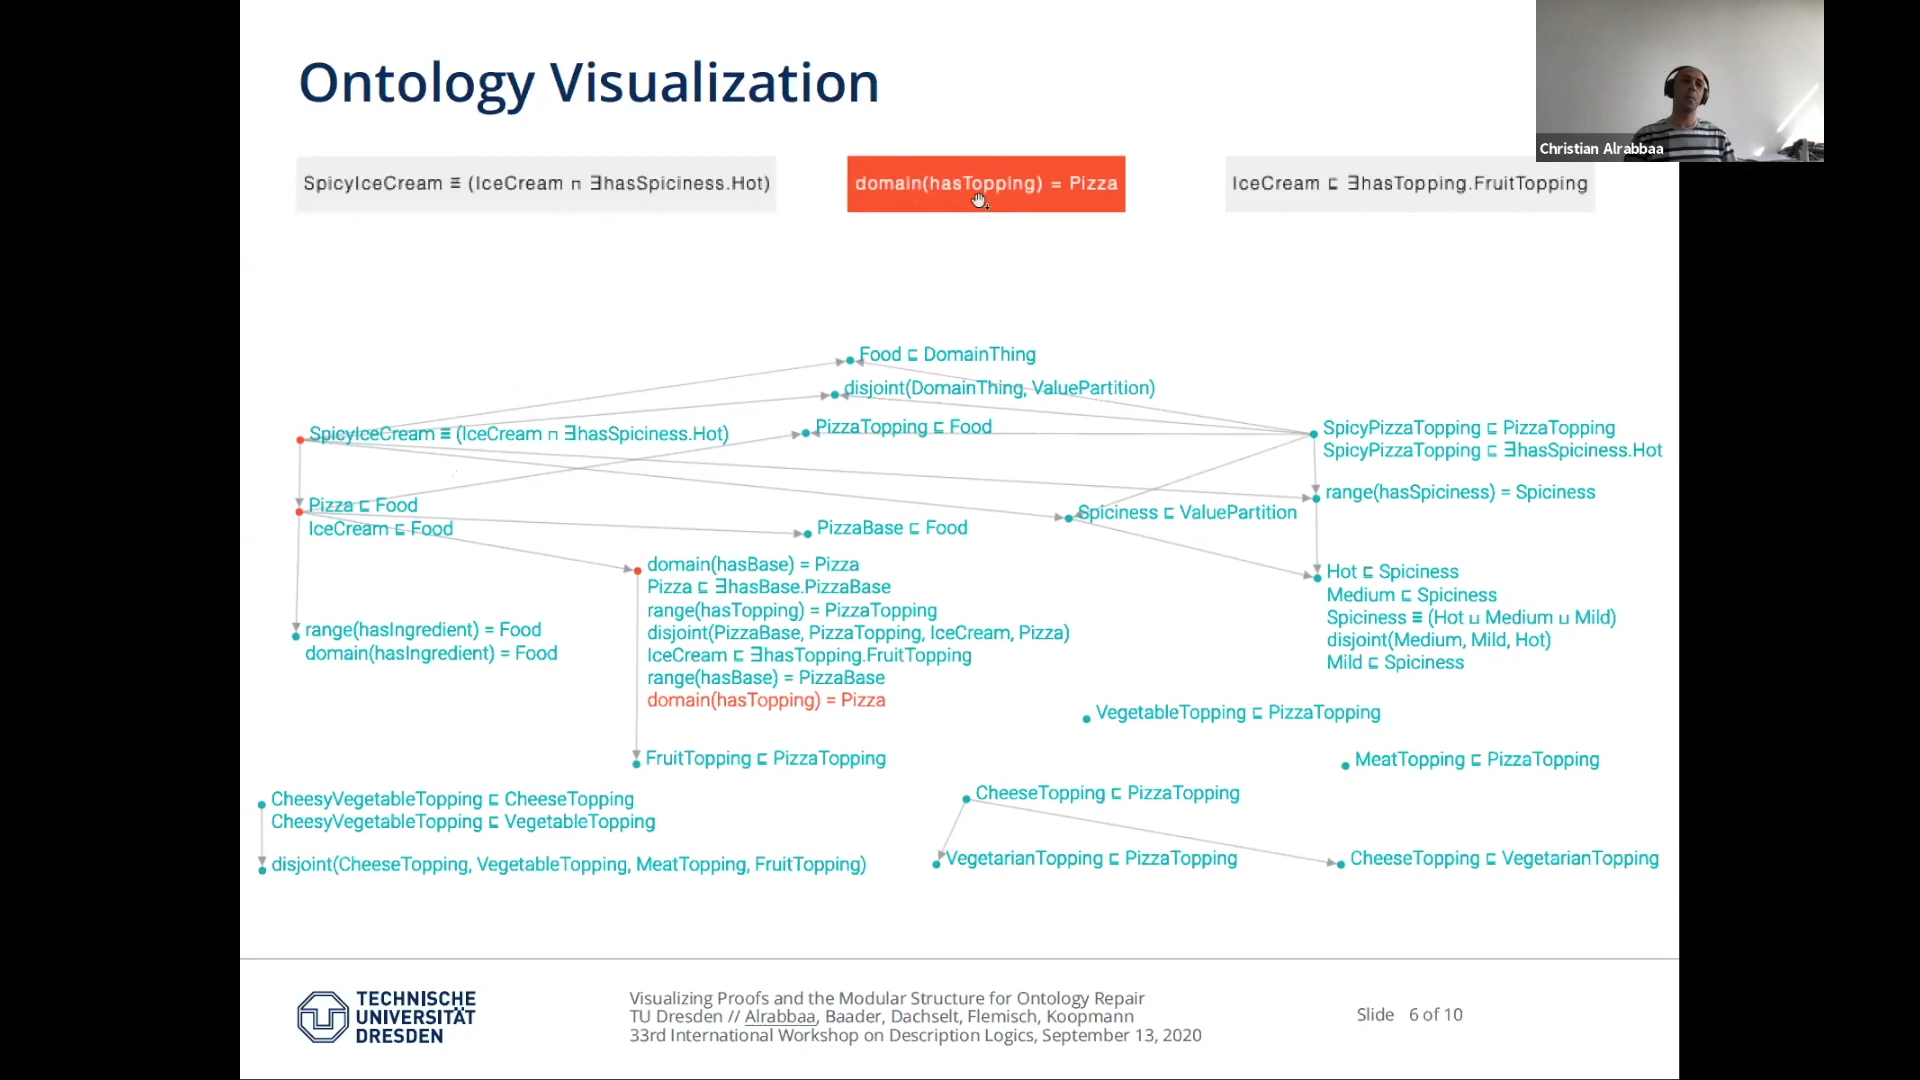 Ontology Visualization
Christian Alrabbaa
SpicyIceCream ≡ (IceCream ⊓ ∃hasSpiciness.Hot)
domain(hasTopping) = Pizza
IceCream ⊑ ∃hasTopping.FruitTopping
Food ⊑ DomainThing
disjoint(DomainThing, ValuePartition)
PizzaTopping ⊑ Food
SpicyIceCream ≡ (IceCream ⊓ ∃hasSpiciness.Hot)
SpicyPizzaTopping ⊑ PizzaTopping
SpicyPizzaTopping ⊑ ∃hasSpiciness.Hot
range(hasSpiciness) = Spiciness
Pizza ⊑ Food
IceCream ⊑ Food
Spiciness ⊑ ValuePartition
PizzaBase ⊑ Food
domain(hasBase) = Pizza
Pizza ⊑ ∃hasBase.PizzaBase
range(hasTopping) = PizzaTopping
disjoint(PizzaBase, PizzaTopping, IceCream, Pizza)
IceCream ⊑ ∃hasTopping.FruitTopping
range(hasBase) = PizzaBase
domain(hasTopping) = Pizza
Hot ⊑ Spiciness
Medium ⊑ Spiciness
Spiciness ≡ (Hot ⊔ Medium ⊔ Mild)
disjoint(Medium, Mild, Hot)
Mild ⊑ Spiciness
range(hasIngredient) = Food
domain(hasIngredient) = Food
VegetableTopping ⊑ PizzaTopping
FruitTopping ⊑ PizzaTopping
MeatTopping ⊑ PizzaTopping
CheesyVegetableTopping ⊑ CheeseTopping
CheesyVegetableTopping ⊑ VegetableTopping
CheeseTopping ⊑ PizzaTopping
disjoint(CheeseTopping, VegetableTopping, MeatTopping, FruitTopping)
VegetarianTopping ⊑ PizzaTopping
CheeseTopping ⊑ VegetarianTopping
TECHNISCHE
UNIVERSITÄT
DRESDEN
Visualizing Proofs and the Modular Structure for Ontology Repair
TU Dresden // Alrabbaa, Baader, Dachselt, Flemisch, Koopmann
33rd International Workshop on Description Logics, September 13, 2020
Slide 6 of 10